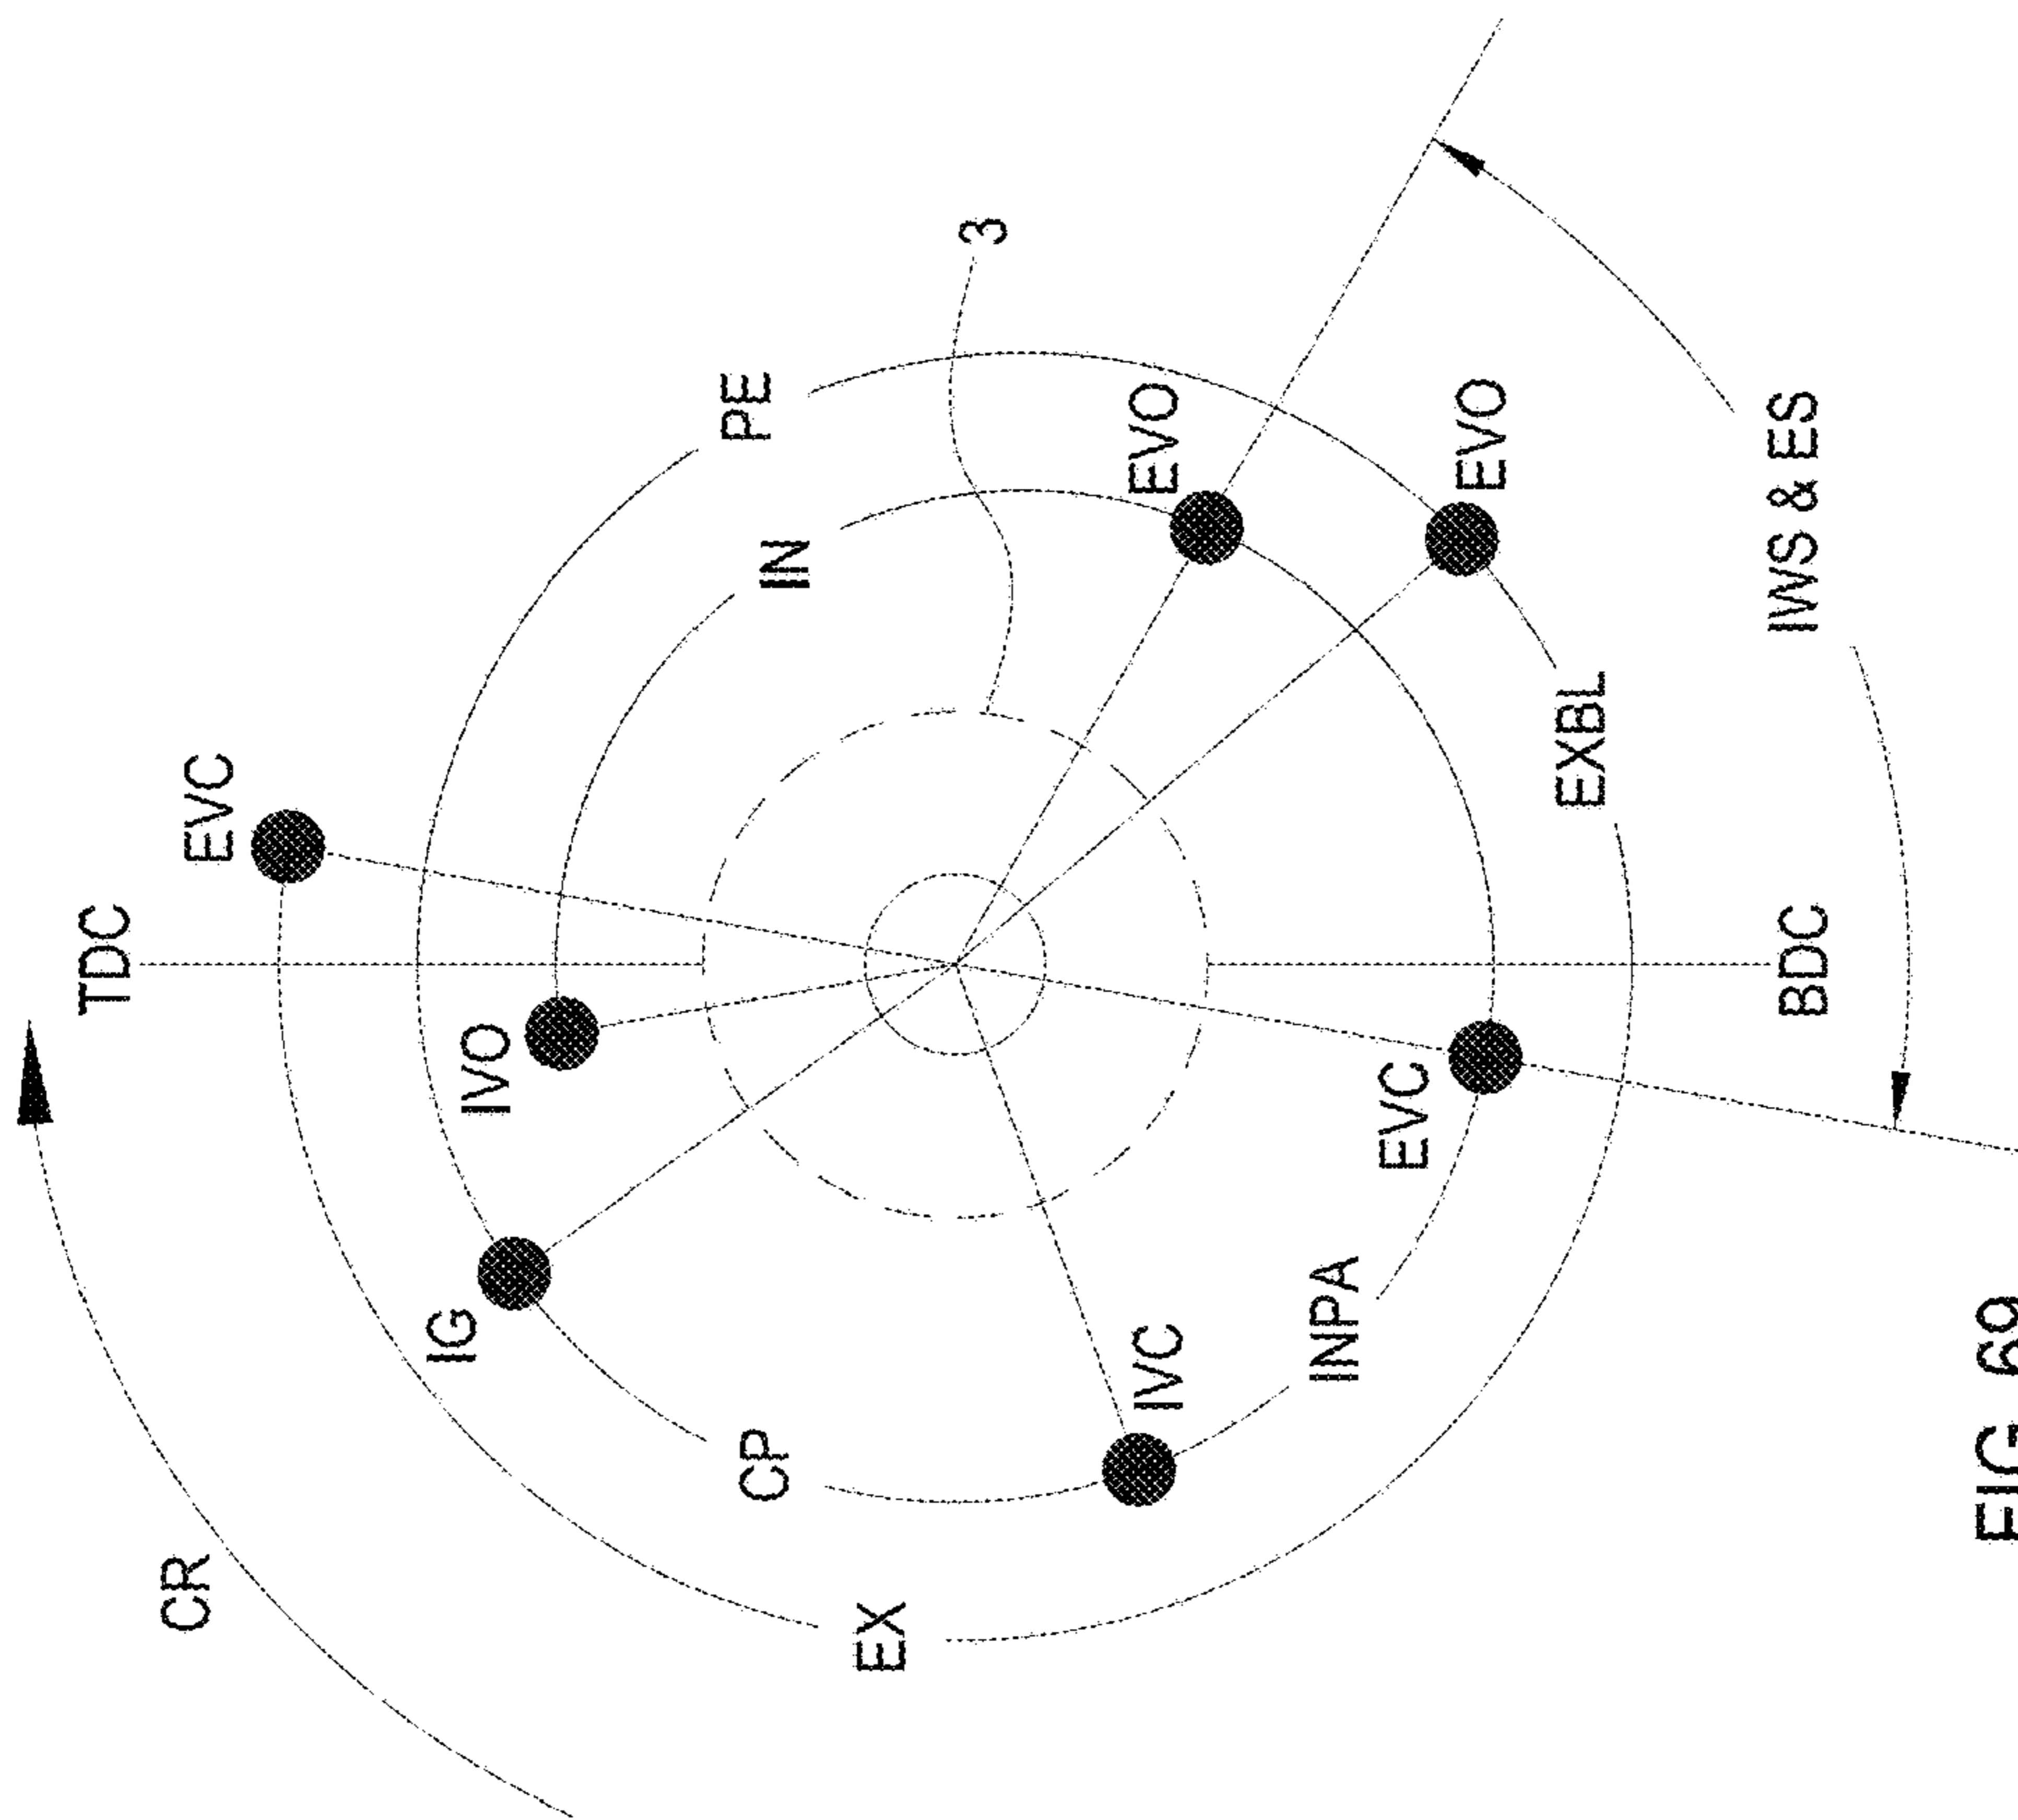 CR
TDC
EVC
IVO
IG
PE
IN
3
CP
EX
IVC
INPA
EVO
EVO
EVC
EXBL
IWS & ES
BDC
FIG 69